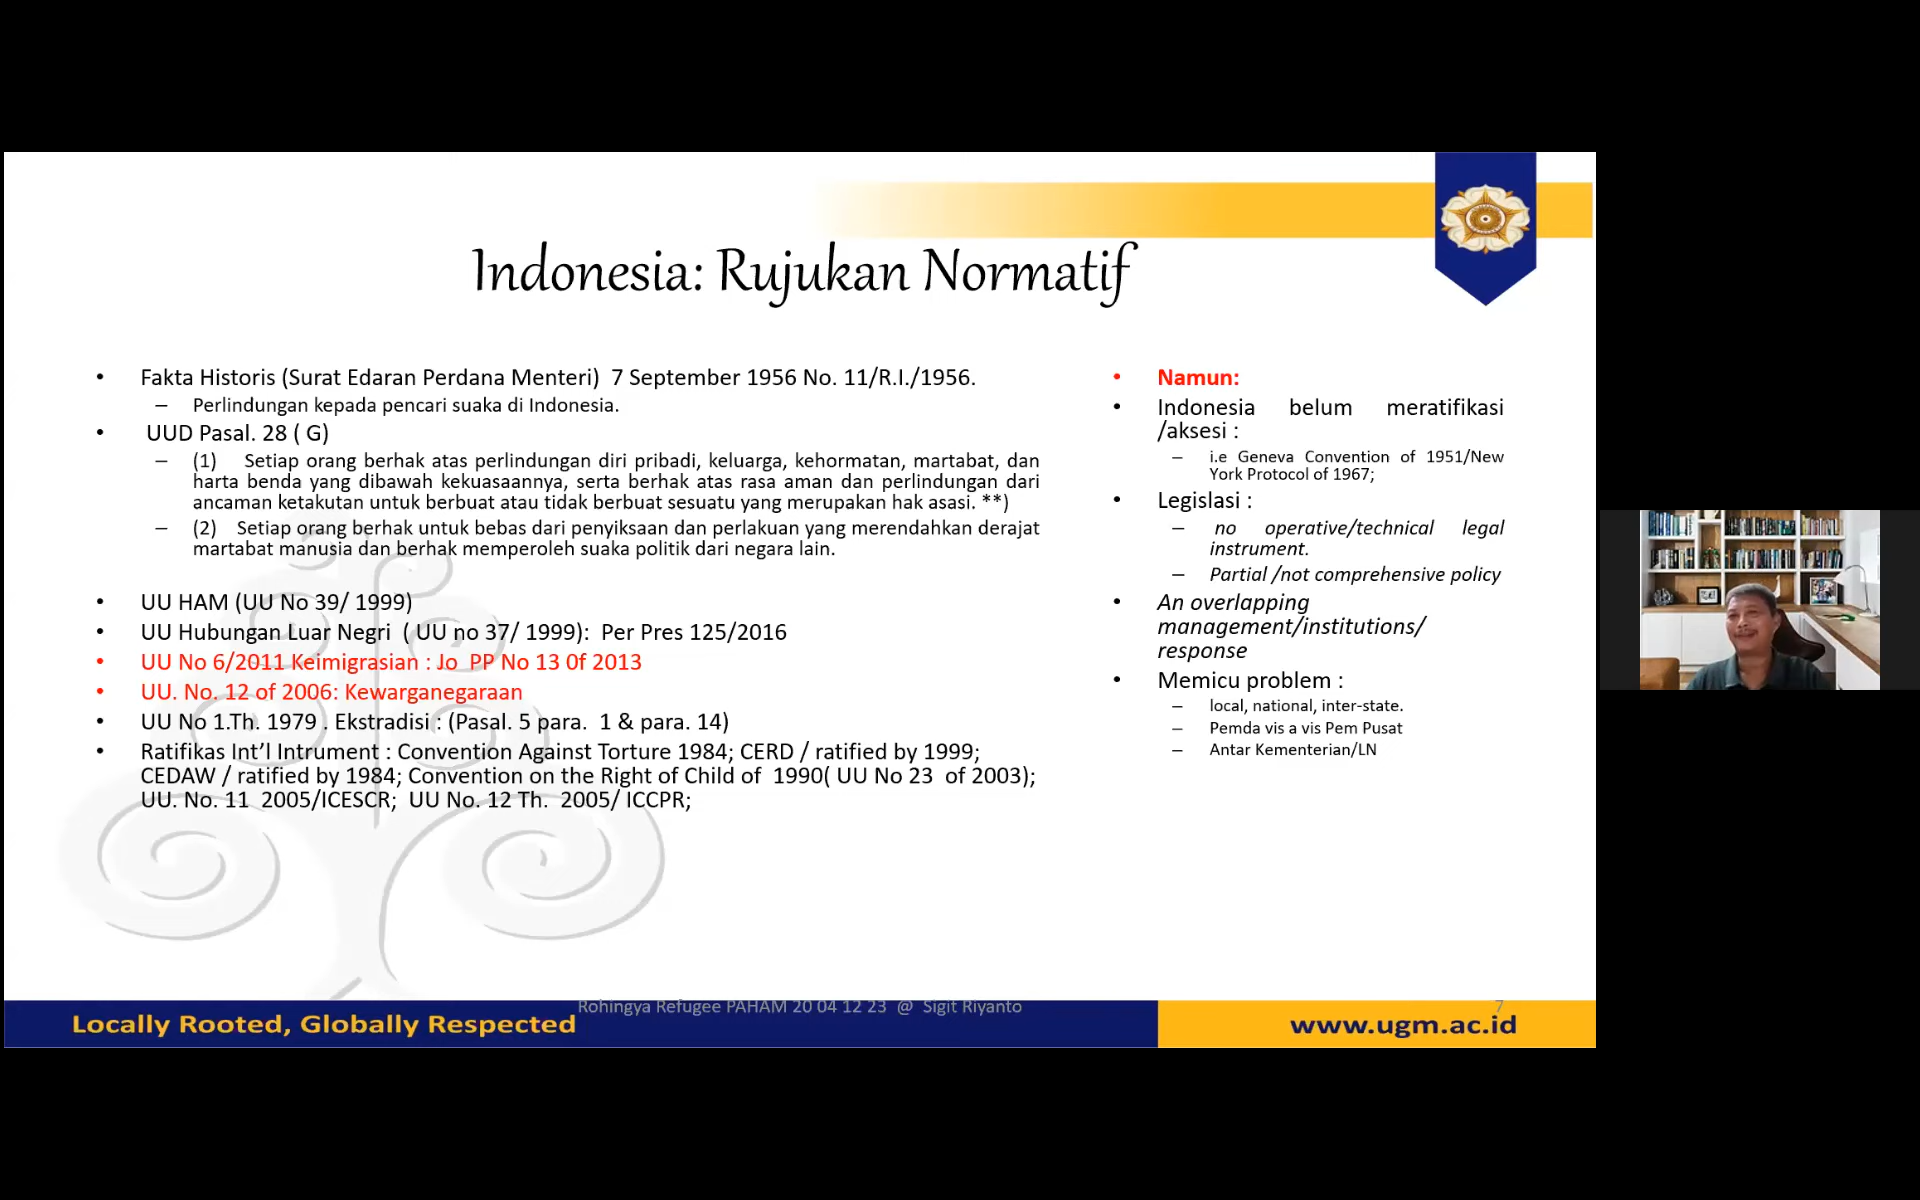 Indonesia: Rujukan Normatif
• Fakta Historis (Surat Edaran Perdana Menteri) 7 September 1956 No. 11/R.I./1956.
– Perlindungan kepada pencari suaka di Indonesia.
• UUD Pasal. 28 ( G)
– (1) Setiap orang berhak atas perlindungan diri pribadi, keluarga, kehormatan, martabat, dan
harta benda yang dibawah kekuasaannya, serta berhak atas rasa aman dan perlindungan dari
ancaman ketakutan untuk berbuat atau tidak berbuat sesuatu yang merupakan hak asasi. **)
– (2) Setiap orang berhak untuk bebas dari penyiksaan dan perlakuan yang merendahkan derajat
martabat manusia dan berhak memperoleh suaka politik dari negara lain.
• UU HAM (UU No 39/ 1999)
• UU Hubungan Luar Negri ( UU no 37/ 1999): Per Pres 125/2016
• UU No 6/2011 Keimigrasian : Jo PP No 13 0f 2013
• UU. No. 12 of 2006: Kewarganegaraan
• UU No 1.Th. 1979 . Ekstradisi : (Pasal. 5 para. 1 & para. 14)
• Ratifikas Int’l Intrument : Convention Against Torture 1984; CERD / ratified by 1999;
CEDAW / ratified by 1984; Convention on the Right of Child of 1990( UU No 23 of 2003);
UU. No. 11 2005/ICESCR; UU No. 12 Th. 2005/ ICCPR;
• Namun:
• Indonesia belum meratifikasi
/aksesi :
– i.e Geneva Convention of 1951/New
York Protocol of 1967;
• Legislasi :
– no operative/technical legal
instrument.
– Partial /not comprehensive policy
• An overlapping
management/institutions/
response
• Memicu problem :
– local, national, inter-state.
– Pemda vis a vis Pem Pusat
– Antar Kementerian/LN
Rohingya Refugee PAHAM 20 04 12 23 @ Sigit Riyanto
7
Locally Rooted, Globally Respected
www.ugm.ac.id